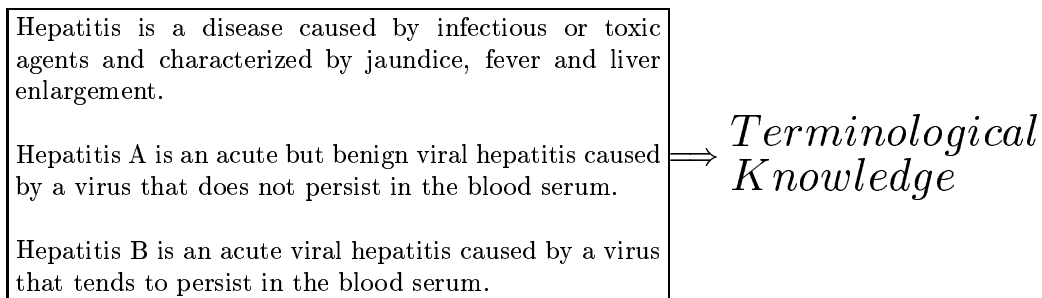 Hepatitis is a disease caused by infectious or toxic
agents and characterized by jaundice, fever and liver
enlargement.
Hepatitis A is an acute but benign viral hepatitis caused
by a virus that does not persist in the blood serum.
Hepatitis B is an acute viral hepatitis caused by a virus
that tends to persist in the blood serum.
⟹ Terminological
Knowledge